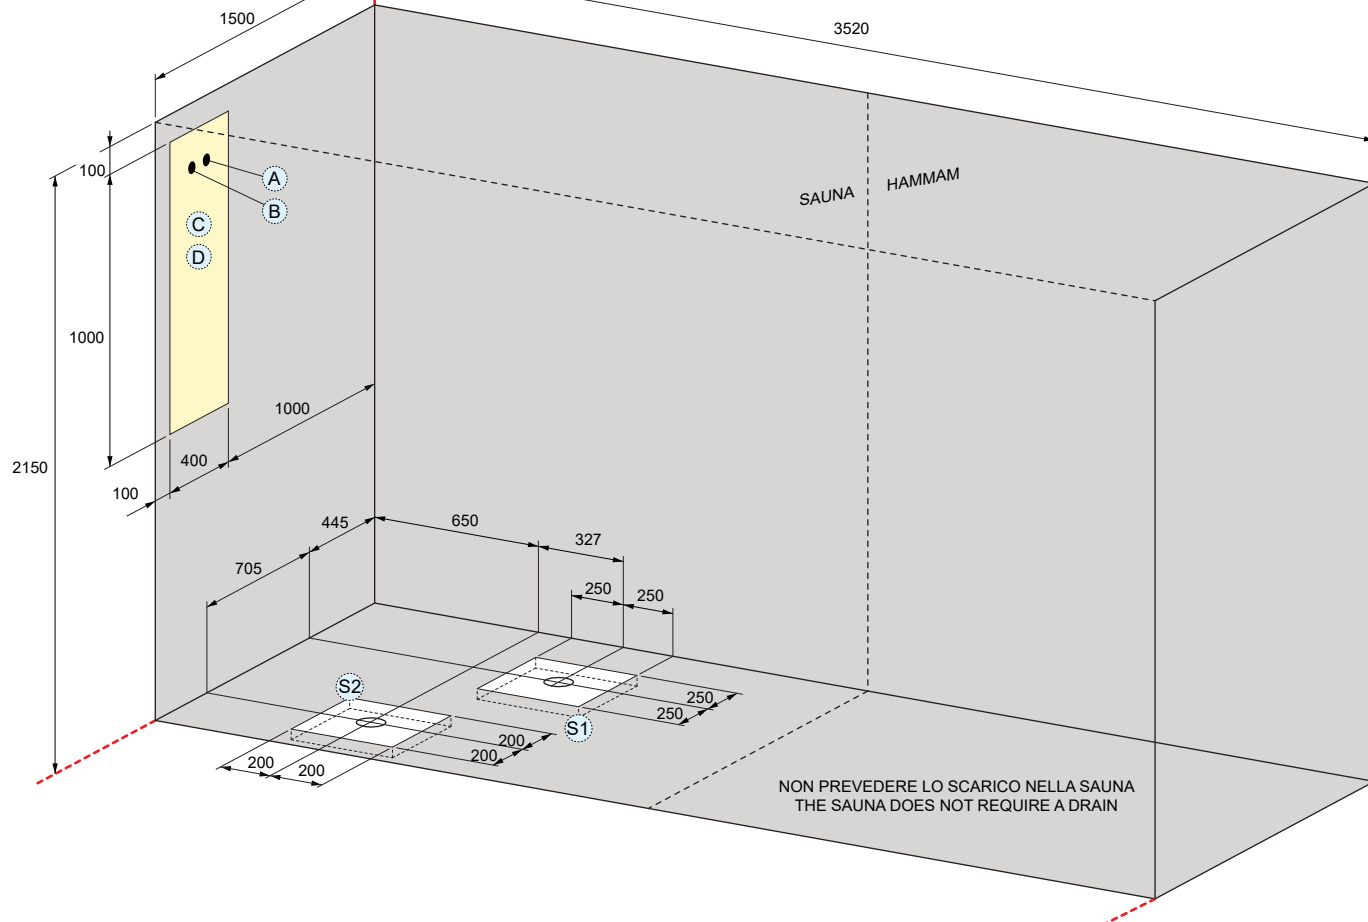 1500
3520
100
A
B
SAUNA
HAMMAM
C
D
1000
1000
2150
400
100
445
650
327
705
250
250
S2
250
250
S1
200
200
200
200
NON PREVEDERE LO SCARICO NELLA SAUNA
THE SAUNA DOES NOT REQUIRE A DRAIN